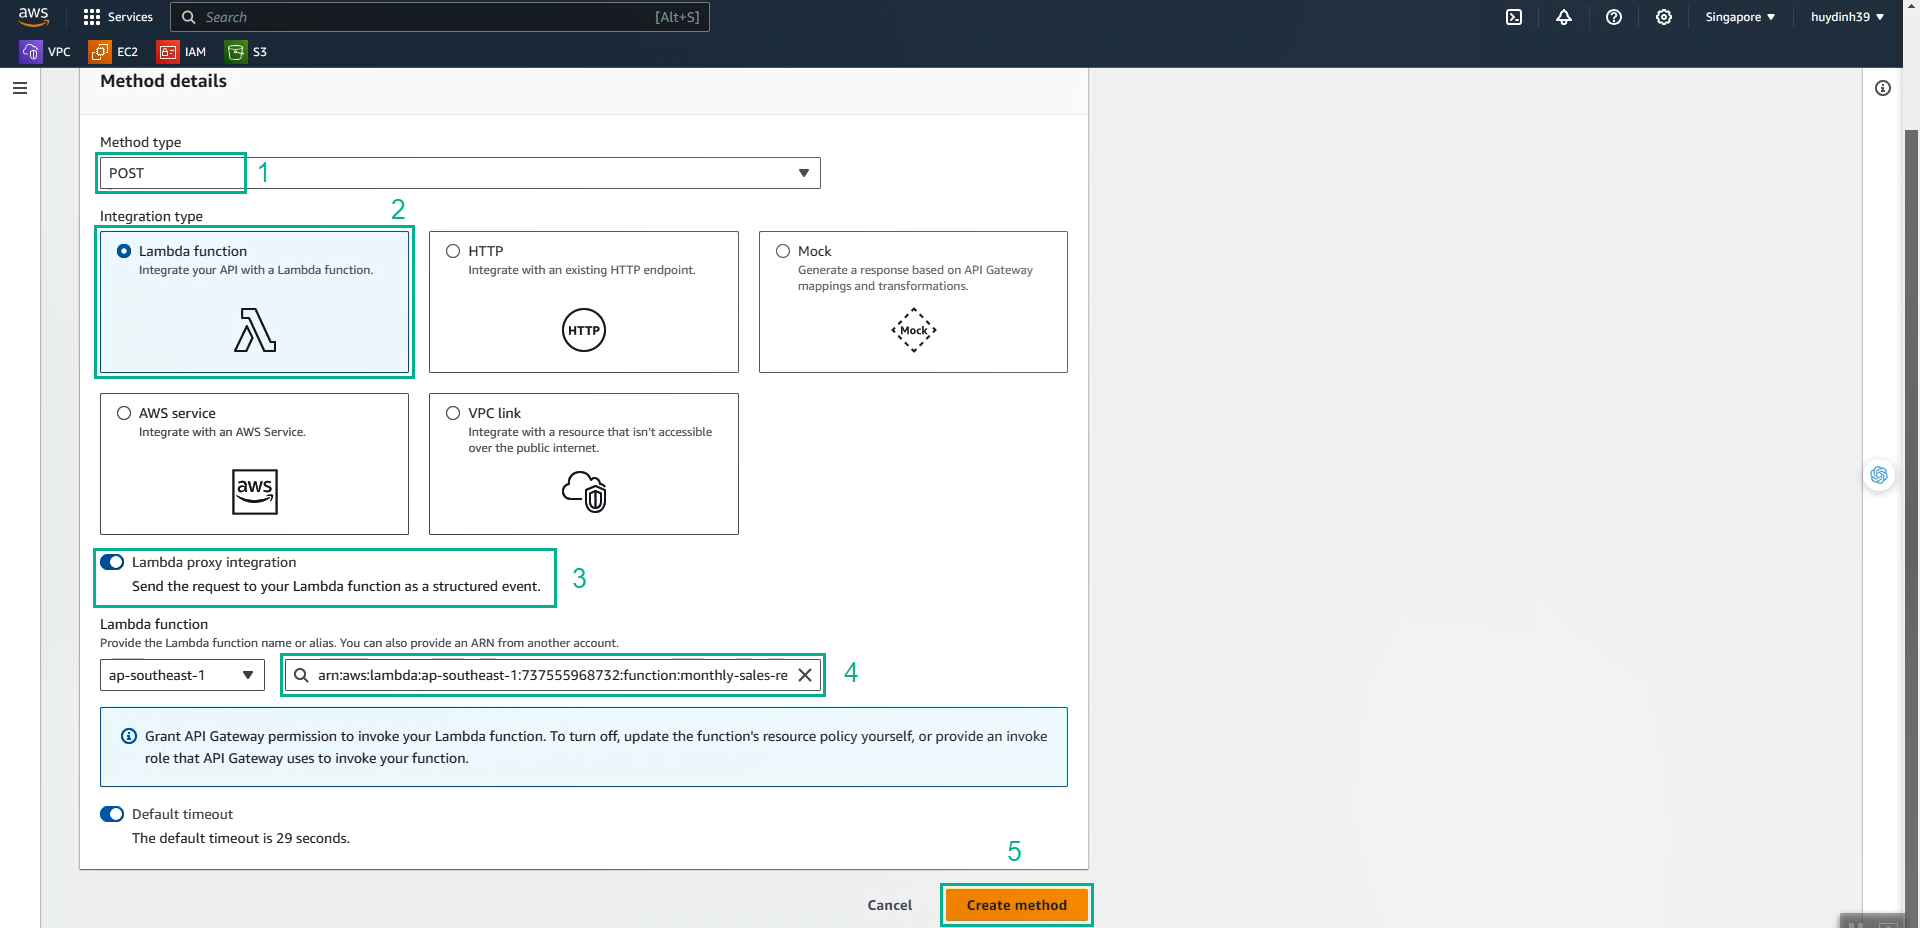 aws
Services
Search
[Alt+S]
Singapore
huydinh39
VPC
EC2
IAM
S3
Method details
Method type
POST
1
Integration type
2
Lambda function
Integrate your API with a Lambda function.
HTTP
Integrate with an existing HTTP endpoint.
HTTP
Mock
Generate a response based on API Gateway
mappings and transformations.
Mock
AWS service
Integrate with an AWS Service.
aws
VPC link
Integrate with a resource that isn't accessible
over the public internet.
Lambda proxy integration
Send the request to your Lambda function as a structured event.
3
Lambda function
Provide the Lambda function name or alias. You can also provide an ARN from another account.
ap-southeast-1
arn:aws:lambda:ap-southeast-1:737555968732:function:monthly-sales-re
4
Grant API Gateway permission to invoke your Lambda function. To turn off, update the function's resource policy yourself, or provide an invoke
role that API Gateway uses to invoke your function.
Default timeout
The default timeout is 29 seconds.
5
Cancel
Create method